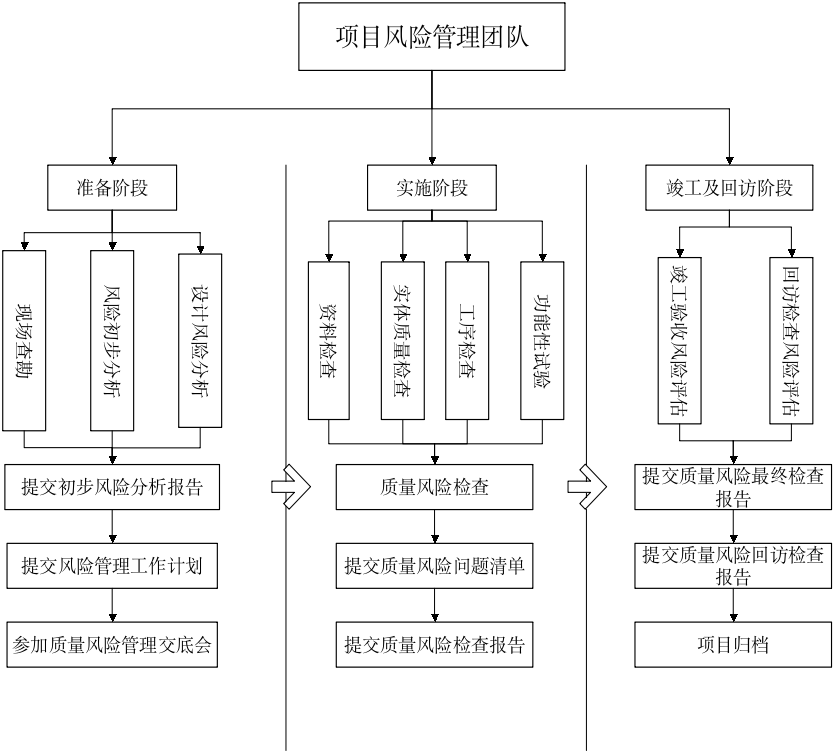 项目风险管理团队
准备阶段
实施阶段
竣工及回访阶段
现场查勘
风险初步分析
设计风险分析
资料检查
实体质量检查
工序检查
功能性试验
竣工验收风险评估
回访检查风险评估
提交初步风险分析报告
质量风险检查
提交质量风险最终检查
报告
提交风险管理工作计划
提交质量风险问题清单
提交质量风险回访检查
报告
参加质量风险管理交底会
提交质量风险检查报告
项目归档